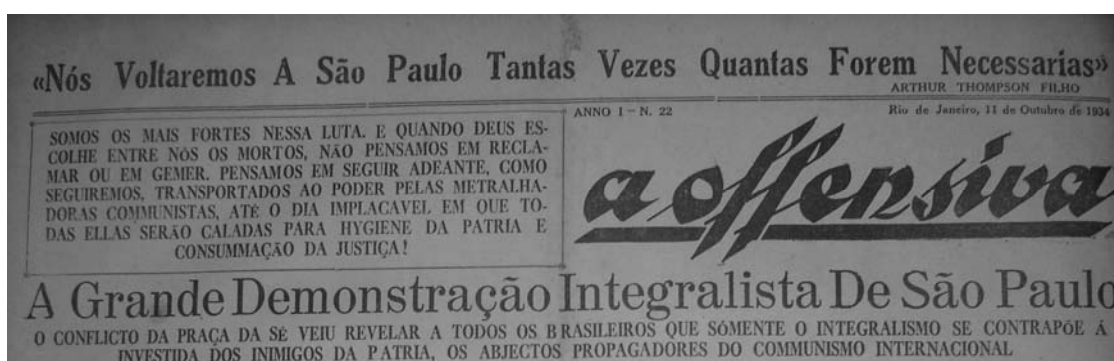 «Nós Voltaremos A São Paulo Tantas Vezes Quantas Forem Necessarias»
ARTHUR THOMPSON FILHO
SOMOS OS MAIS FORTES NESSA LUTA. E QUANDO DEUS ES-
COLHE ENTRE NÓS OS MORTOS, NÃO PENSAMOS EM RECLA-
MAR OU EM GEMER. PENSAMOS EM SEGUIR ADEANTE, COMO
SEGUIREMOS, TRANSPORTADOS AO PODER PELAS METRALHA-
DORAS COMMUNISTAS, ATÉ O DIA IMPLACAVEL EM QUE TO-
DAS ELLAS SERÃO CALADAS PARA HYGIENE DA PATRIA E
CONSUMMAÇÃO DA JUSTIÇA!
ANNO I — N. 22
Rio de Janeiro, 11 de Outubro de 1934
a offensiva
A Grande Demonstração Integralista De São Paulo
O CONFLICTO DA PRAÇA DA SÉ VEIU REVELAR A TODOS OS BRASILEIROS QUE SÓMENTE O INTEGRALISMO SE CONTRAPÕE Á
INVESTIDA DOS INIMIGOS DA PATRIA, OS ABJECTOS PROPAGADORES DO COMMUNISMO INTERNACIONAL